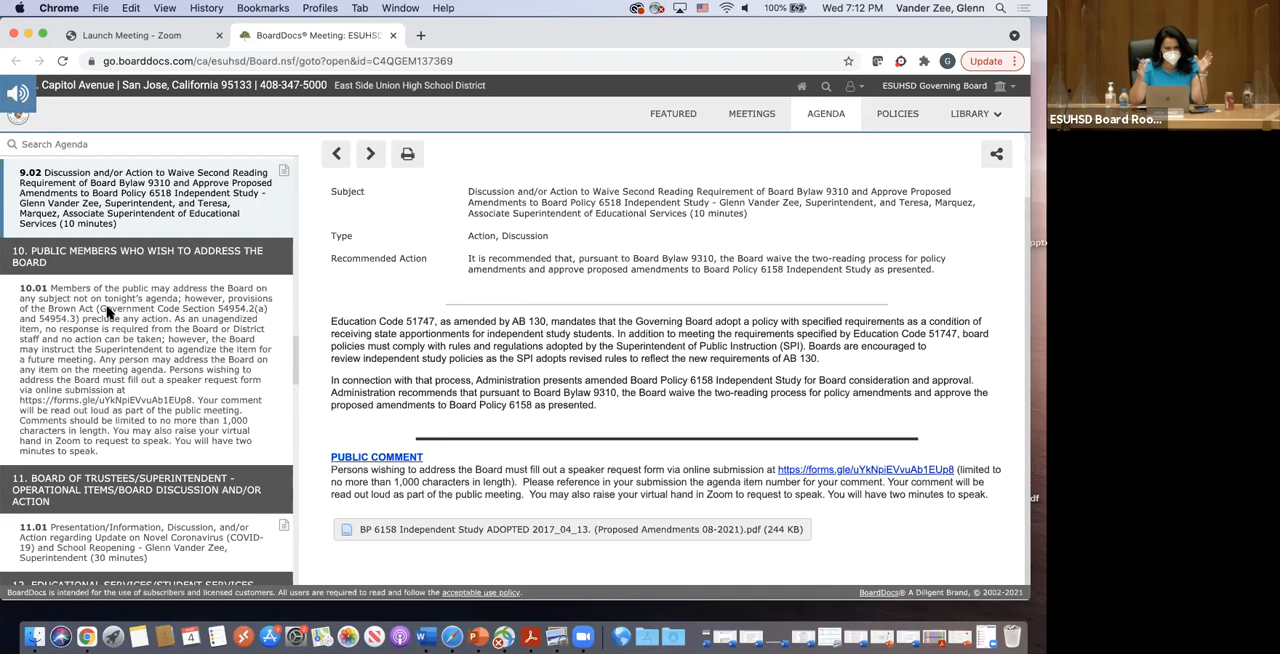 Chrome File Edit View History Bookmarks Profiles Tab Window Help 100% Wed 7:12 PM Vander Zee, Glenn
Launch Meeting - Zoom
BoardDocs® Meeting: ESUHSD
go.boarddocs.com/ca/esuhsd/Board.nsf/goto?open&id=C4QGEM137369
G
Update
Capitol Avenue | San Jose, California 95133 | 408-347-5000 East Side Union High School District
ESUHSD Governing Board
FEATURED MEETINGS AGENDA POLICIES LIBRARY
Search Agenda
9.02 Discussion and/or Action to Waive Second Reading
Requirement of Board Bylaw 9310 and Approve Proposed
Amendments to Board Policy 6518 Independent Study -
Glenn Vander Zee, Superintendent, and Teresa,
Marquez, Associate Superintendent of Educational
Services (10 minutes)
10. PUBLIC MEMBERS WHO WISH TO ADDRESS THE
BOARD
10.01 Members of the public may address the Board on
any subject not on tonight's agenda; however, provisions
of the Brown Act (Government Code Section 54954.2(a)
and 54954.3) preclude any action. As an unagendized
item, no response is required from the Board or District
staff and no action can be taken; however, the Board
may instruct the Superintendent to agendize the item for
a future meeting. Any person may address the Board on
any item on the meeting agenda. Persons wishing to
address the Board must fill out a speaker request form
via online submission at
https://forms.gle/uYkNpiEVvuAb1EUp8. Your comment
will be read out loud as part of the public meeting.
Comments should be limited to no more than 1,000
characters in length. You may also raise your virtual
hand in Zoom to request to speak. You will have two
minutes to speak.
11. BOARD OF TRUSTEES/SUPERINTENDENT -
OPERATIONAL ITEMS/BOARD DISCUSSION AND/OR
ACTION
11.01 Presentation/Information, Discussion, and/or
Action regarding Update on Novel Coronavirus (COVID-
19) and School Reopening - Glenn Vander Zee,
Superintendent (30 minutes)
12. EDUCATIONAL SERVICES/STUDENT SERVICES
Subject
Discussion and/or Action to Waive Second Reading Requirement of Board Bylaw 9310 and Approve Proposed
Amendments to Board Policy 6518 Independent Study - Glenn Vander Zee, Superintendent, and Teresa, Marquez,
Associate Superintendent of Educational Services (10 minutes)
Type
Action, Discussion
Recommended Action
It is recommended that, pursuant to Board Bylaw 9310, the Board waive the two-reading process for policy
amendments and approve proposed amendments to Board Policy 6158 Independent Study as presented.
Education Code 51747, as amended by AB 130, mandates that the Governing Board adopt a policy with specified requirements as a condition of
receiving state apportionments for independent study students. In addition to meeting the requirements specified by Education Code 51747, board
policies must comply with rules and regulations adopted by the Superintendent of Public Instruction (SPI). Boards are encouraged to
review independent study policies as the SPI adopts revised rules to reflect the new requirements of AB 130.
In connection with that process, Administration presents amended Board Policy 6158 Independent Study for Board consideration and approval.
Administration recommends that pursuant to Board Bylaw 9310, the Board waive the two-reading process for policy amendments and approve the
proposed amendments to Board Policy 6158 as presented.
PUBLIC COMMENT
Persons wishing to address the Board must fill out a speaker request form via online submission at https://forms.gle/uYkNpiEVvuAb1EUp8 (limited to
no more than 1,000 characters in length). Please reference in your submission the agenda item number for your comment. Your comment will be
read out loud as part of the public meeting. You may also raise your virtual hand in Zoom to request to speak. You will have two minutes to speak.
BP 6158 Independent Study ADOPTED 2017_04_13. (Proposed Amendments 08-2021).pdf (244 KB)
BoardDocs is intended for the use of subscribers and licensed customers. All users are required to read and follow the acceptable use policy.
BoardDocs® A Diligent Brand, © 2002-2021
ESUHSD Board Roo...